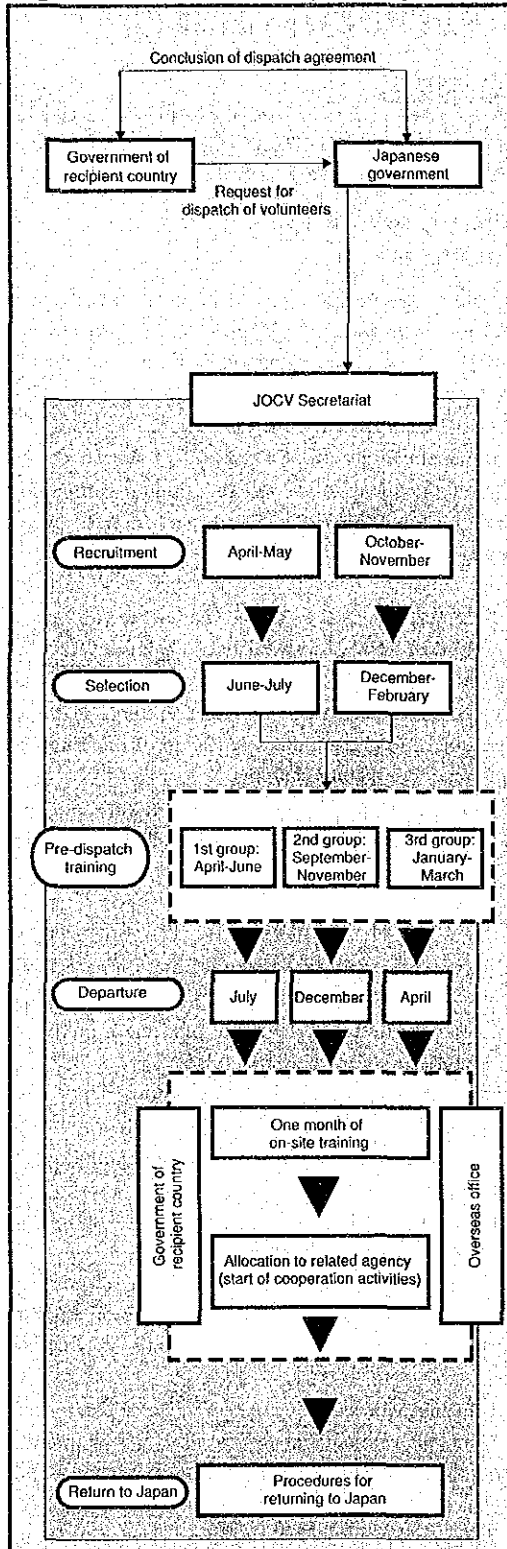 Conclusion of dispatch agreement
Government of
recipient country
Japanese
government
Request for
dispatch of volunteers
JOCV Secretariat
Recruitment
April-May
October-
November
Selection
June-July
December-
February
Pre-dispatch
training
1st group:
April-June
2nd group:
September-
November
3rd group:
January-
March
Departure
July
December
April
Government of
recipient country
One month of
on-site training
Allocation to related agency
(start of cooperation activities)
Overseas office
Return to Japan
Procedures for
returning to Japan